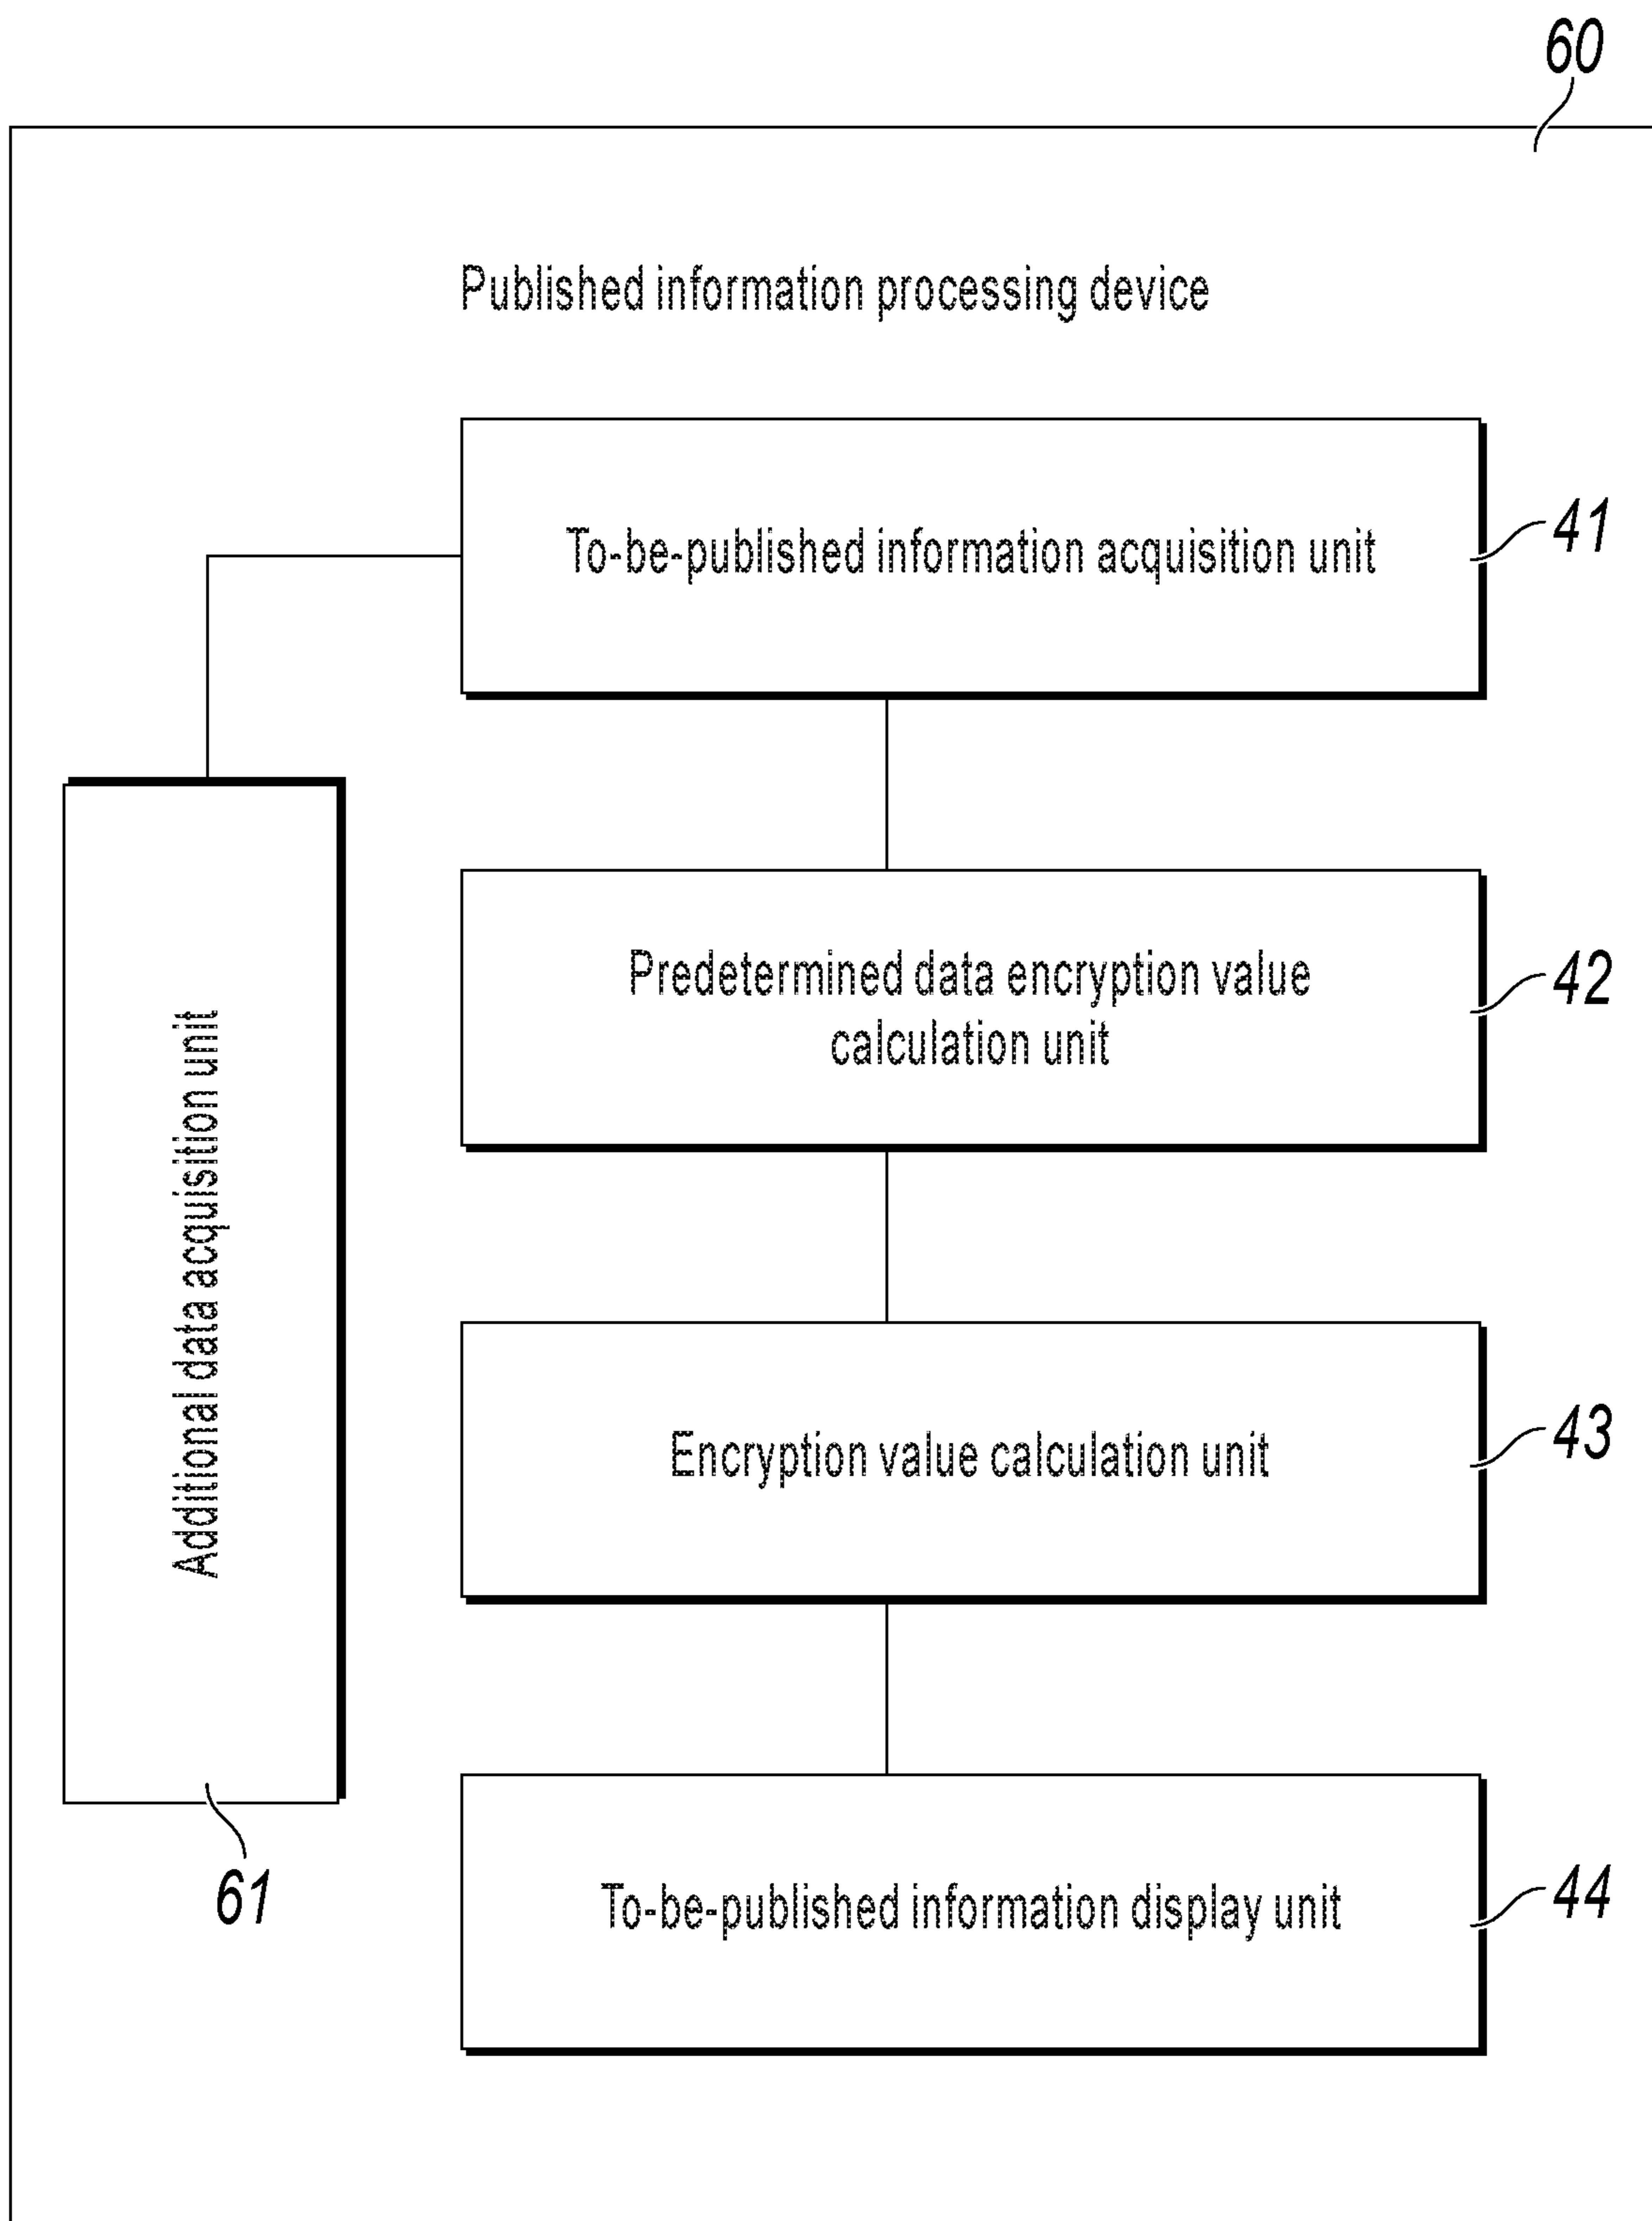 60
Published information processing device
To-be-published information acquisition unit
41
Predetermined data encryption value
calculation unit
42
Additional data acquisition unit
Encryption value calculation unit
43
To-be-published information display unit
44
61